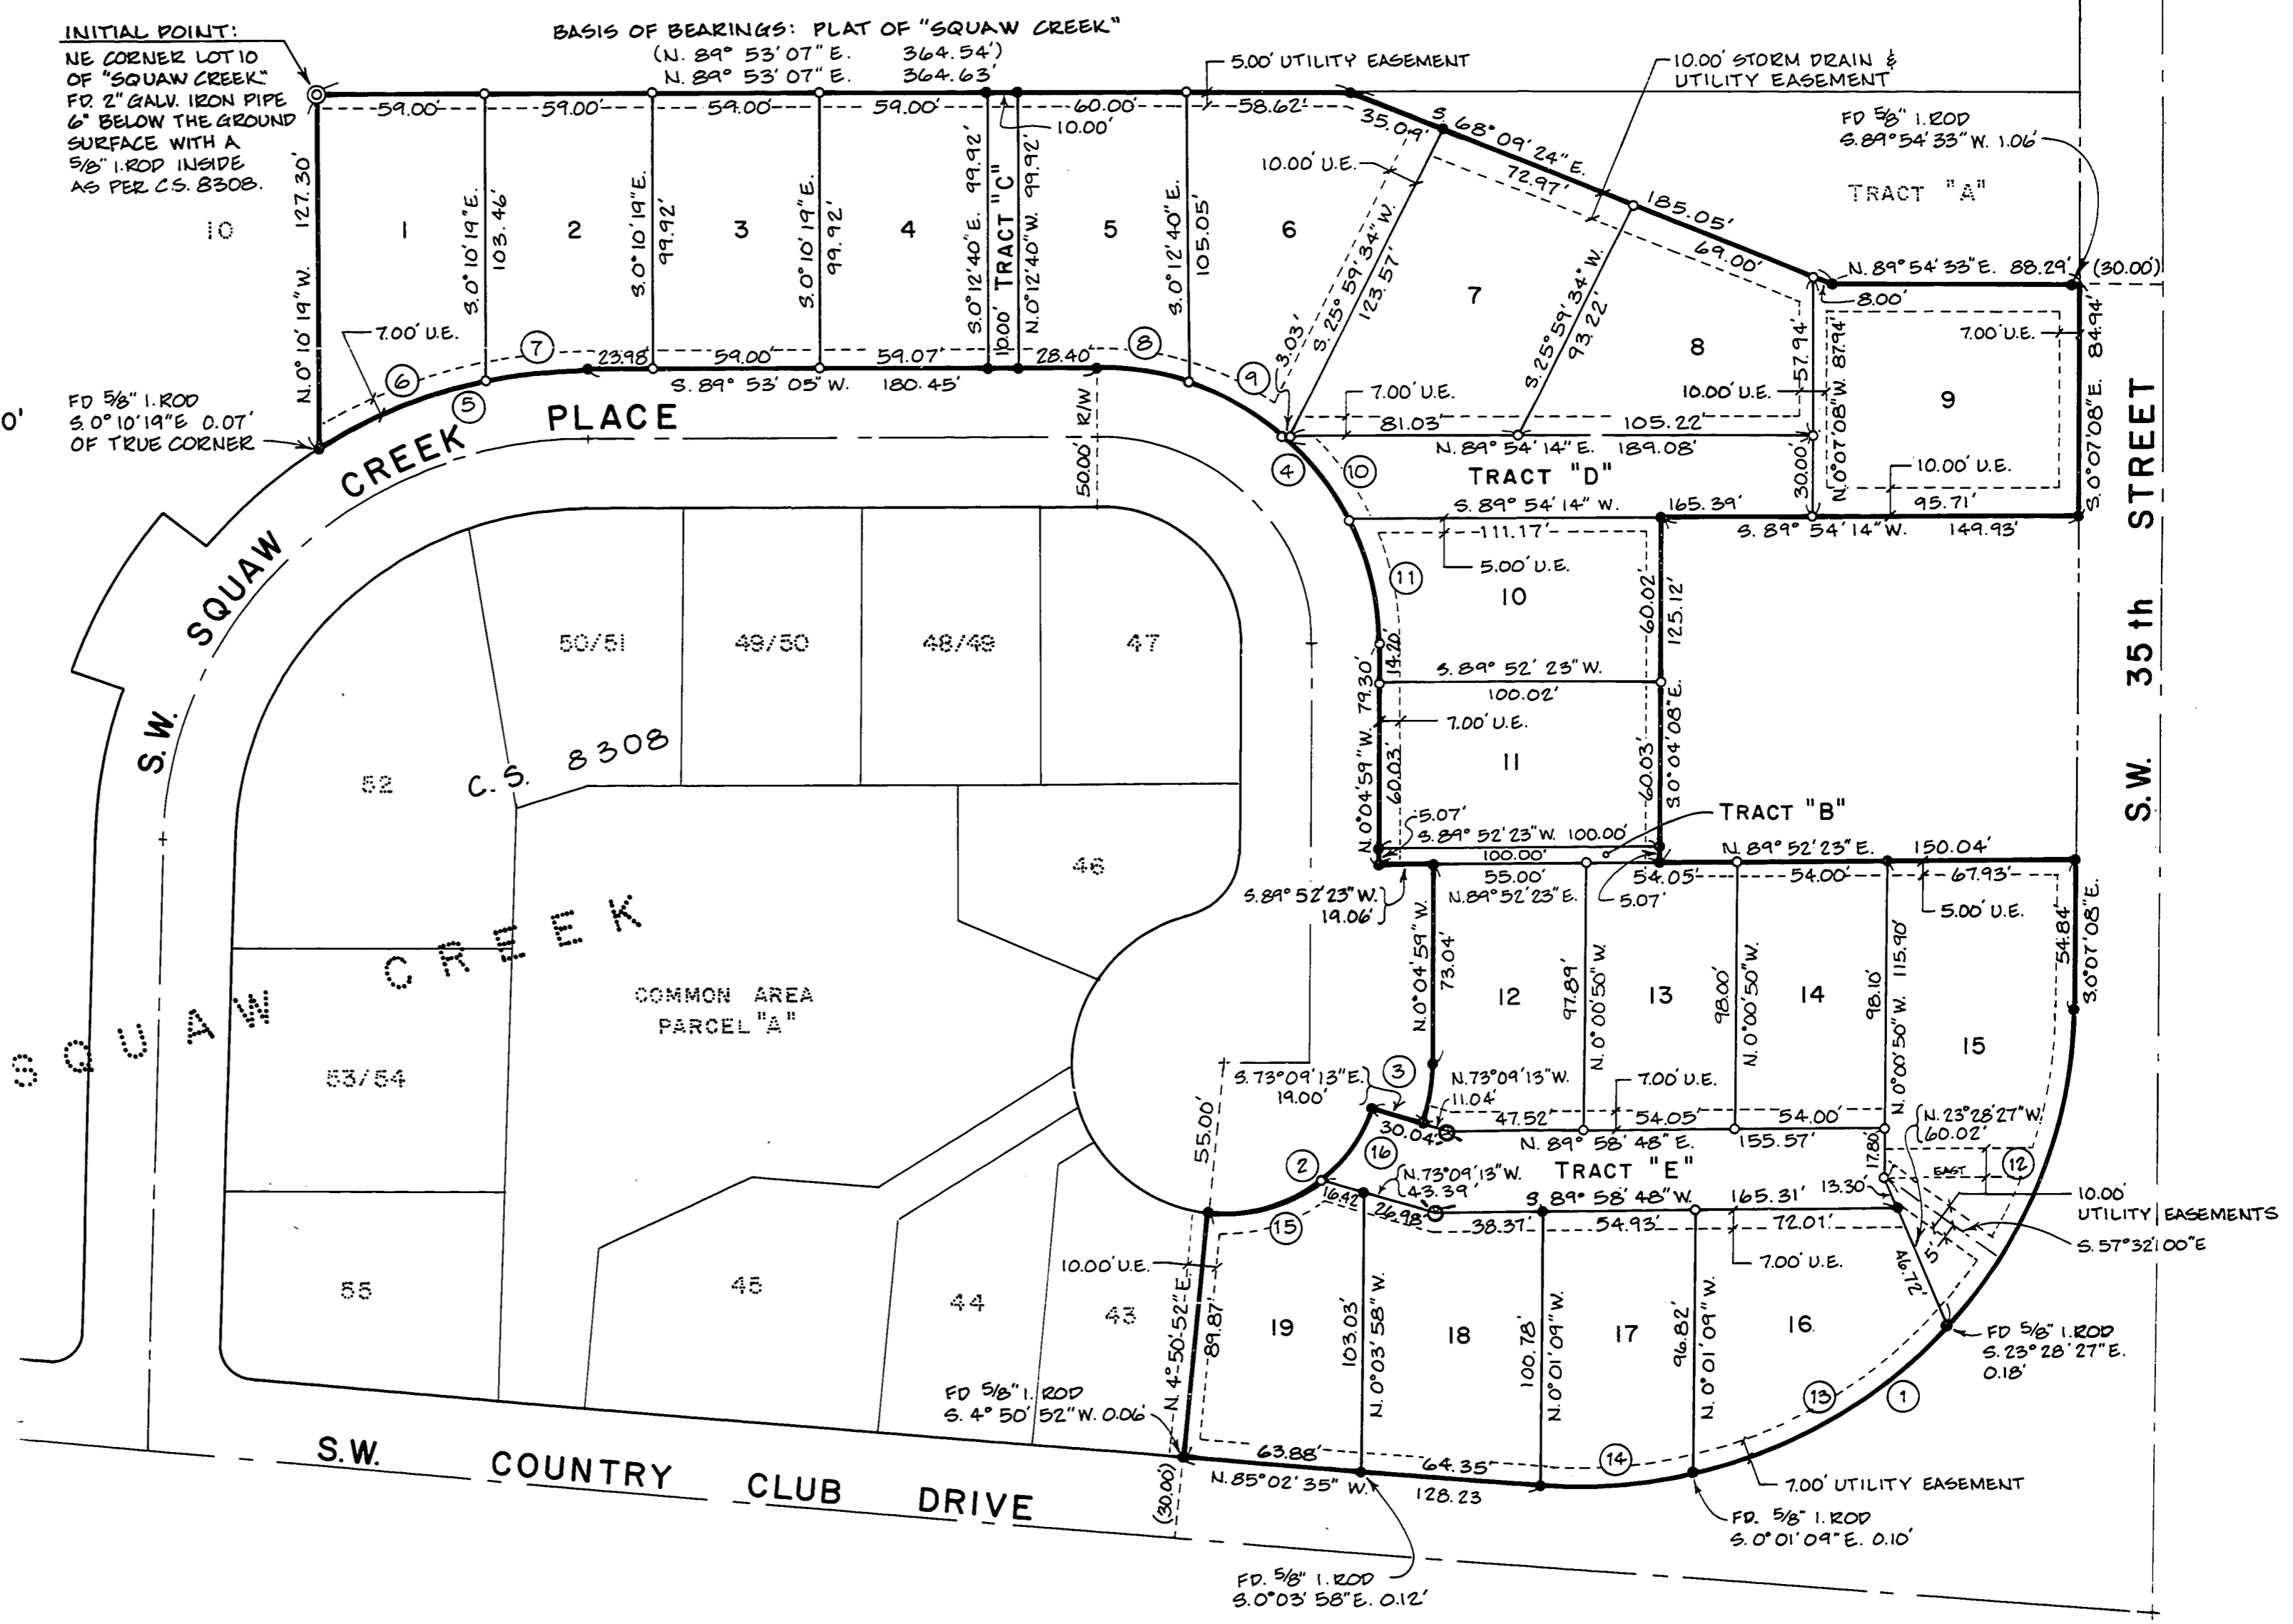 INITIAL POINT:
NE CORNER LOT 10
OF "SQUAW CREEK"
FD. 2" GALV. IRON PIPE
6" BELOW THE GROUND
SURFACE WITH A
5/8" I.ROD INSIDE
AS PER C.S. 8308.
BASIS OF BEARINGS: PLAT OF "SQUAW CREEK"
(N. 89° 53' 07" E. 364.54')
N. 89° 53' 07" E. 364.63'
5.00' UTILITY EASEMENT
10.00' STORM DRAIN &
UTILITY EASEMENT
FD 5/8" I.ROD
S.89°54'33"W. 1.06'
TRACT "A"
59.00'
59.00'
59.00'
59.00'
10.00'
60.00'
58.62'
35.09'
S 68°09'24"E.
185.05'
72.97'
69.00'
N. 89°54'33"E. 88.29'
(30.00')
8.00'
10
N.0°10'19"W. 127.30'
1
S.0°10'19"E.
103.46'
2
S.0°10'19"E.
99.92'
3
S.0°10'19"E.
99.92'
4
S.0°12'40"E. 99.92'
10.00' TRACT "C"
N.0°12'40"W. 99.92'
5
S.0°12'40"E.
105.05'
6
10.00' U.E.
3.03'
S.25°59'34"W.
123.57'
7
S.25°59'34"W.
93.22'
8
57.94'
10.00' U.E.
N.0°07'08"W. 87.94'
9
7.00' U.E.
84.94'
S.0°07'08"E.
7.00' U.E.
6
7
5
23.98'
59.00'
59.07'
28.40'
8
9
S. 89° 53' 05" W. 180.45'
7.00' U.E.
81.03'
105.22'
N.89°54'14"E. 189.08'
4
10
TRACT "D"
30.00'
10.00' U.E.
95.71'
S. 89° 54' 14" W.
165.39'
S. 89° 54' 14" W. 149.93'
0'
FD 5/8" I.ROD
S.0°10'19"E 0.07'
OF TRUE CORNER
S.W. SQUAW CREEK PLACE
50.00' R/W
111.17'
5.00' U.E.
11
10
60.02'
125.12'
14.20'
S. 89° 52' 23" W.
100.02'
7.00' U.E.
N.0°04'59"W. 79.30'
60.03'
11
60.03'
S.0°04'08"E.
S.W. 35th STREET
50/51
49/50
48/49
47
52
C.S. 8308
46
SQUAW CREEK
COMMON AREA
PARCEL "A"
53/54
55
45
44
43
5.07'
S.89°52'23"W. 100.00'
TRACT "B"
100.00'
N.89°52'23"E. 150.04'
55.00'
54.05'
54.00'
67.93'
S.89°52'23"W.
19.06'
N.89°52'23"E.
5.07'
5.00' U.E.
54.84'
S.0°07'08"E.
N.0°04'59"W.
73.04'
12
97.89'
N.0°00'50"W.
13
98.00'
N.0°00'50"W.
14
98.10'
N.0°00'50"W. 115.90'
15
S.73°09'13"E.
19.00'
3
N.73°09'13"W.
11.04'
7.00' U.E.
47.52'
54.05'
54.00'
30.04'
N. 89° 58' 48" E. 155.57'
N.23°28'27"W.
60.02'
55.00'
2
16
N.73°09'13"W.
43.39'
TRACT "E"
17.80'
EAST
12
16.42'
26.98'
S. 89° 58' 48" W. 165.31'
13.30'
38.37'
54.93'
72.01'
10.00'
UTILITY EASEMENTS
S.57°32'00"E
5'
46.72'
15
10.00' U.E.
7.00' U.E.
N.4°50'52"E.
89.87'
19
103.03'
N.0°03'58"W.
18
100.78'
N.0°01'09"W.
17
96.82'
N.0°01'09"W.
16
FD 5/8" I.ROD
S.23°28'27"E.
0.18'
13
1
FD 5/8" I.ROD
S.4°50'52"W. 0.06'
63.88'
64.35'
14
N.85°02'35" W.
128.23
7.00' UTILITY EASEMENT
(30.00')
S.W. COUNTRY CLUB DRIVE
FD. 5/8" I.ROD
S.0°01'09"E. 0.10'
FD. 5/8" I.ROD
S.0°03'58"E. 0.12'